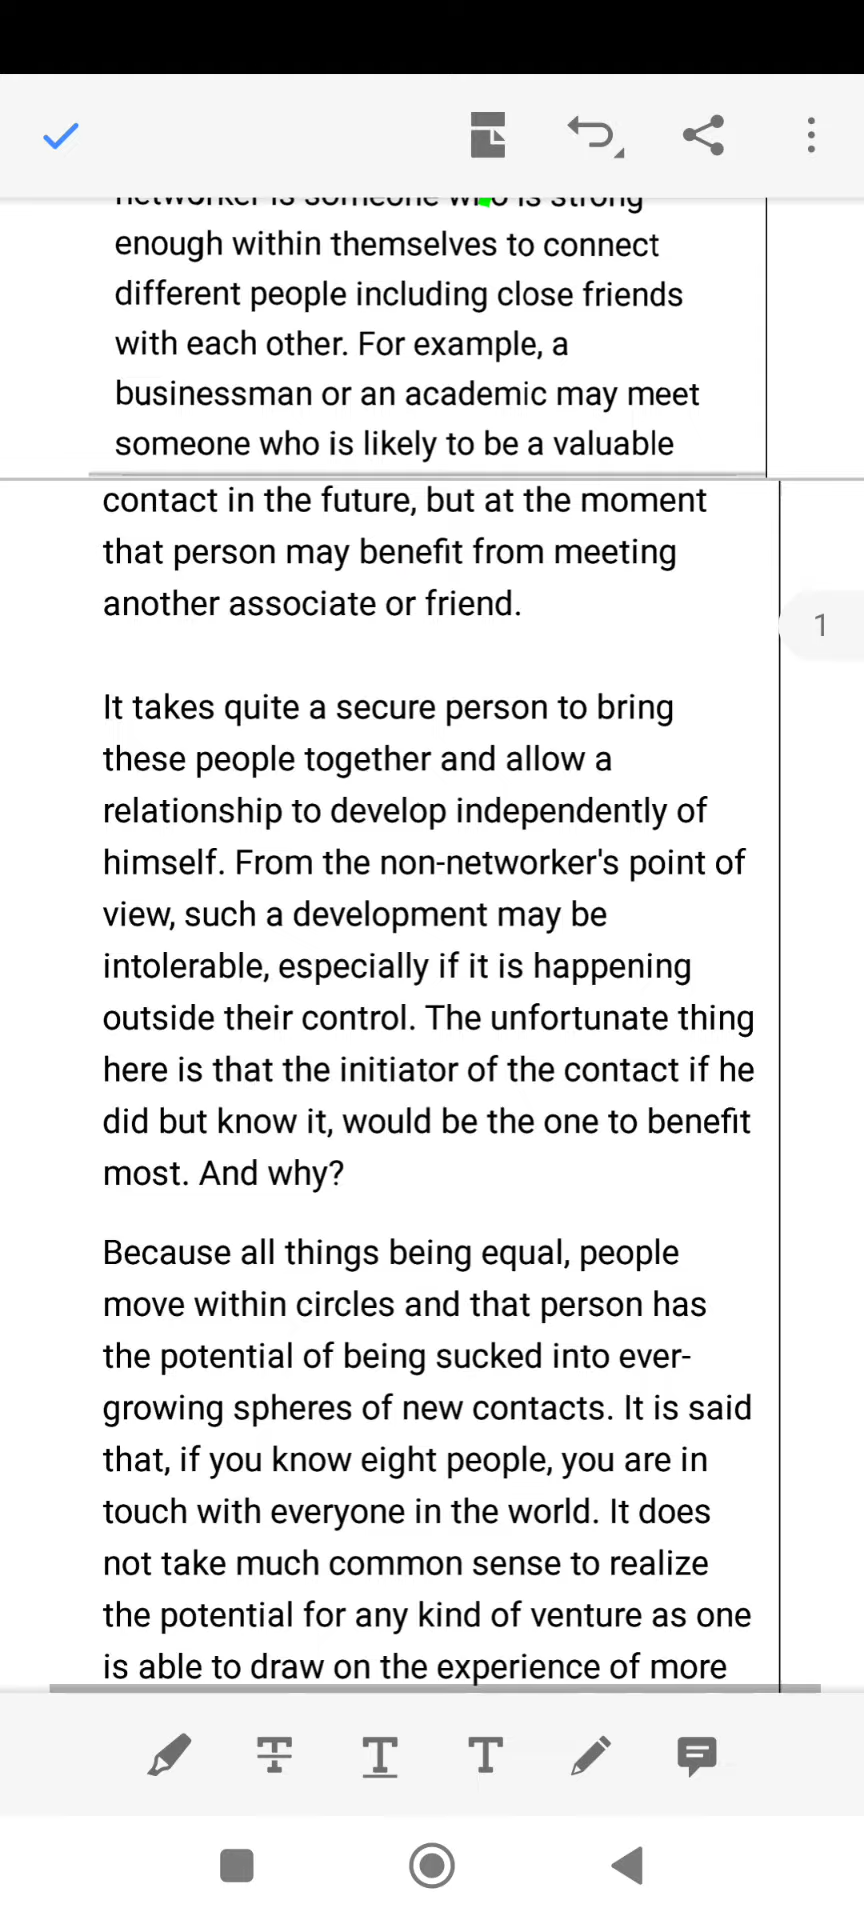 networker is someone who is strong
enough within themselves to connect
different people including close friends
with each other. For example, a
businessman or an academic may meet
someone who is likely to be a valuable
contact in the future, but at the moment
that person may benefit from meeting
another associate or friend.
1
It takes quite a secure person to bring
these people together and allow a
relationship to develop independently of
himself. From the non-networker's point of
view, such a development may be
intolerable, especially if it is happening
outside their control. The unfortunate thing
here is that the initiator of the contact if he
did but know it, would be the one to benefit
most. And why?
Because all things being equal, people
move within circles and that person has
the potential of being sucked into ever-
growing spheres of new contacts. It is said
that, if you know eight people, you are in
touch with everyone in the world. It does
not take much common sense to realize
the potential for any kind of venture as one
is able to draw on the experience of more